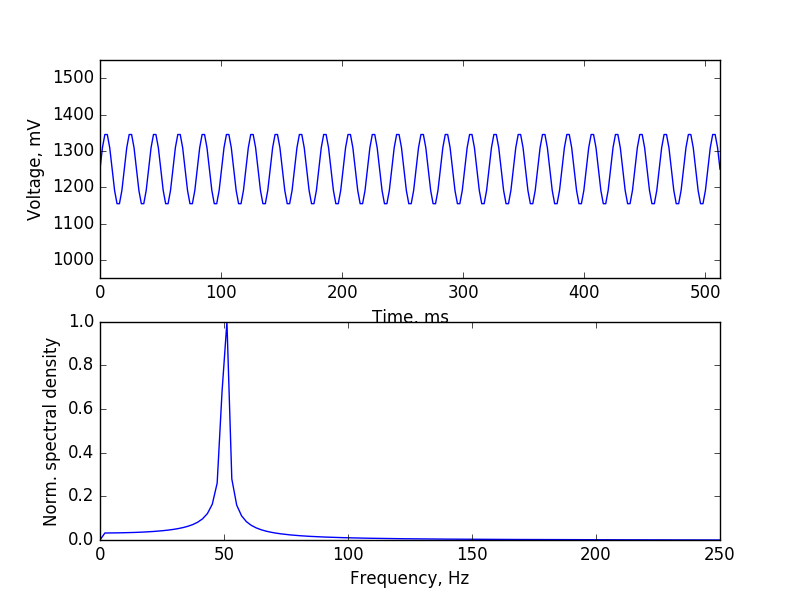 1500
1400
1300
1200
1100
1000
Voltage, mV
0 100 200 300 400 500
Time, ms
1.0
0.8
0.6
0.4
0.2
0.0
Norm. spectral density
0 50 100 150 200 250
Frequency, Hz